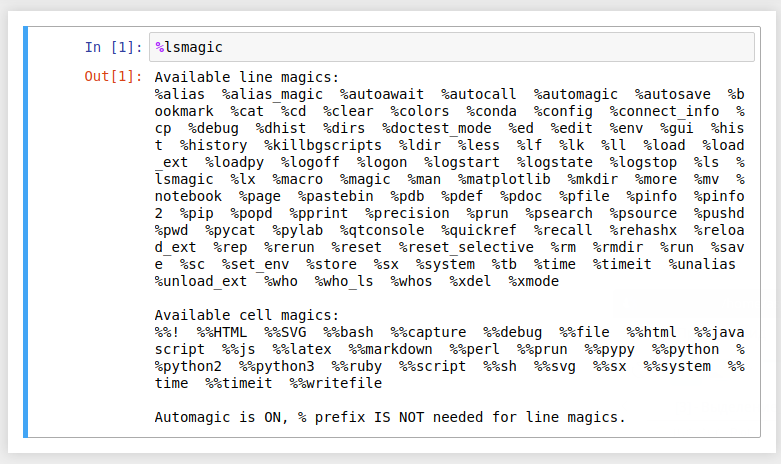 In [1]: %lsmagic
Out[1]: Available line magics:
%alias  %alias_magic  %autoawait  %autocall  %automagic  %autosave  %b
ookmark  %cat  %cd  %clear  %colors  %conda  %config  %connect_info  %
cp  %debug  %dhist  %dirs  %doctest_mode  %ed  %edit  %env  %gui  %his
t  %history  %killbgscripts  %ldir  %less  %lf  %lk  %ll  %load  %load
_ext  %loadpy  %logoff  %logon  %logstart  %logstate  %logstop  %ls  %
lsmagic  %lx  %macro  %magic  %man  %matplotlib  %mkdir  %more  %mv  %
notebook  %page  %pastebin  %pdb  %pdef  %pdoc  %pfile  %pinfo  %pinfo
2  %pip  %popd  %pprint  %precision  %prun  %psearch  %psource  %pushd
%pwd  %pycat  %pylab  %qtconsole  %quickref  %recall  %rehashx  %reloa
d_ext  %rep  %rerun  %reset  %reset_selective  %rm  %rmdir  %run  %sav
e  %sc  %set_env  %store  %sx  %system  %tb  %time  %timeit  %unalias
%unload_ext  %who  %who_ls  %whos  %xdel  %xmode
Available cell magics:
%%!  %%HTML  %%SVG  %%bash  %%capture  %%debug  %%file  %%html  %%java
script  %%js  %%latex  %%markdown  %%perl  %%prun  %%pypy  %%python  %
%python2  %%python3  %%ruby  %%script  %%sh  %%svg  %%sx  %%system  %%
time  %%timeit  %%writefile
Automagic is ON, % prefix IS NOT needed for line magics.